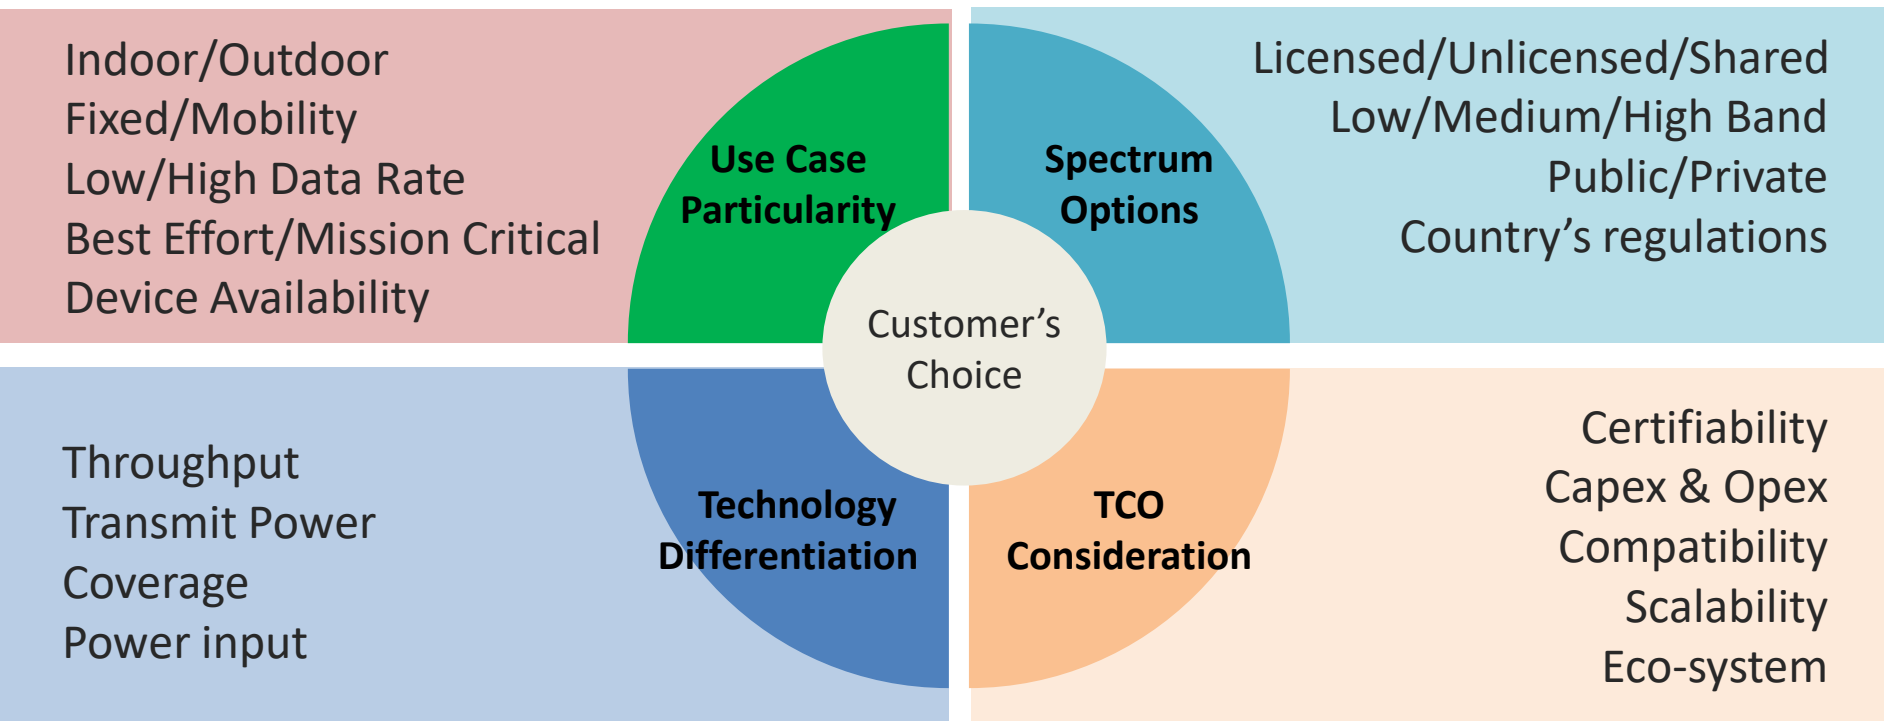 Indoor/Outdoor
Fixed/Mobility
Low/High Data Rate
Best Effort/Mission Critical
Device Availability
Use Case
Particularity
Spectrum
Options
Licensed/Unlicensed/Shared
Low/Medium/High Band
Public/Private
Country’s regulations
Customer’s
Choice
Throughput
Transmit Power
Coverage
Power input
Technology
Differentiation
TCO
Consideration
Certifiability
Capex & Opex
Compatibility
Scalability
Eco-system